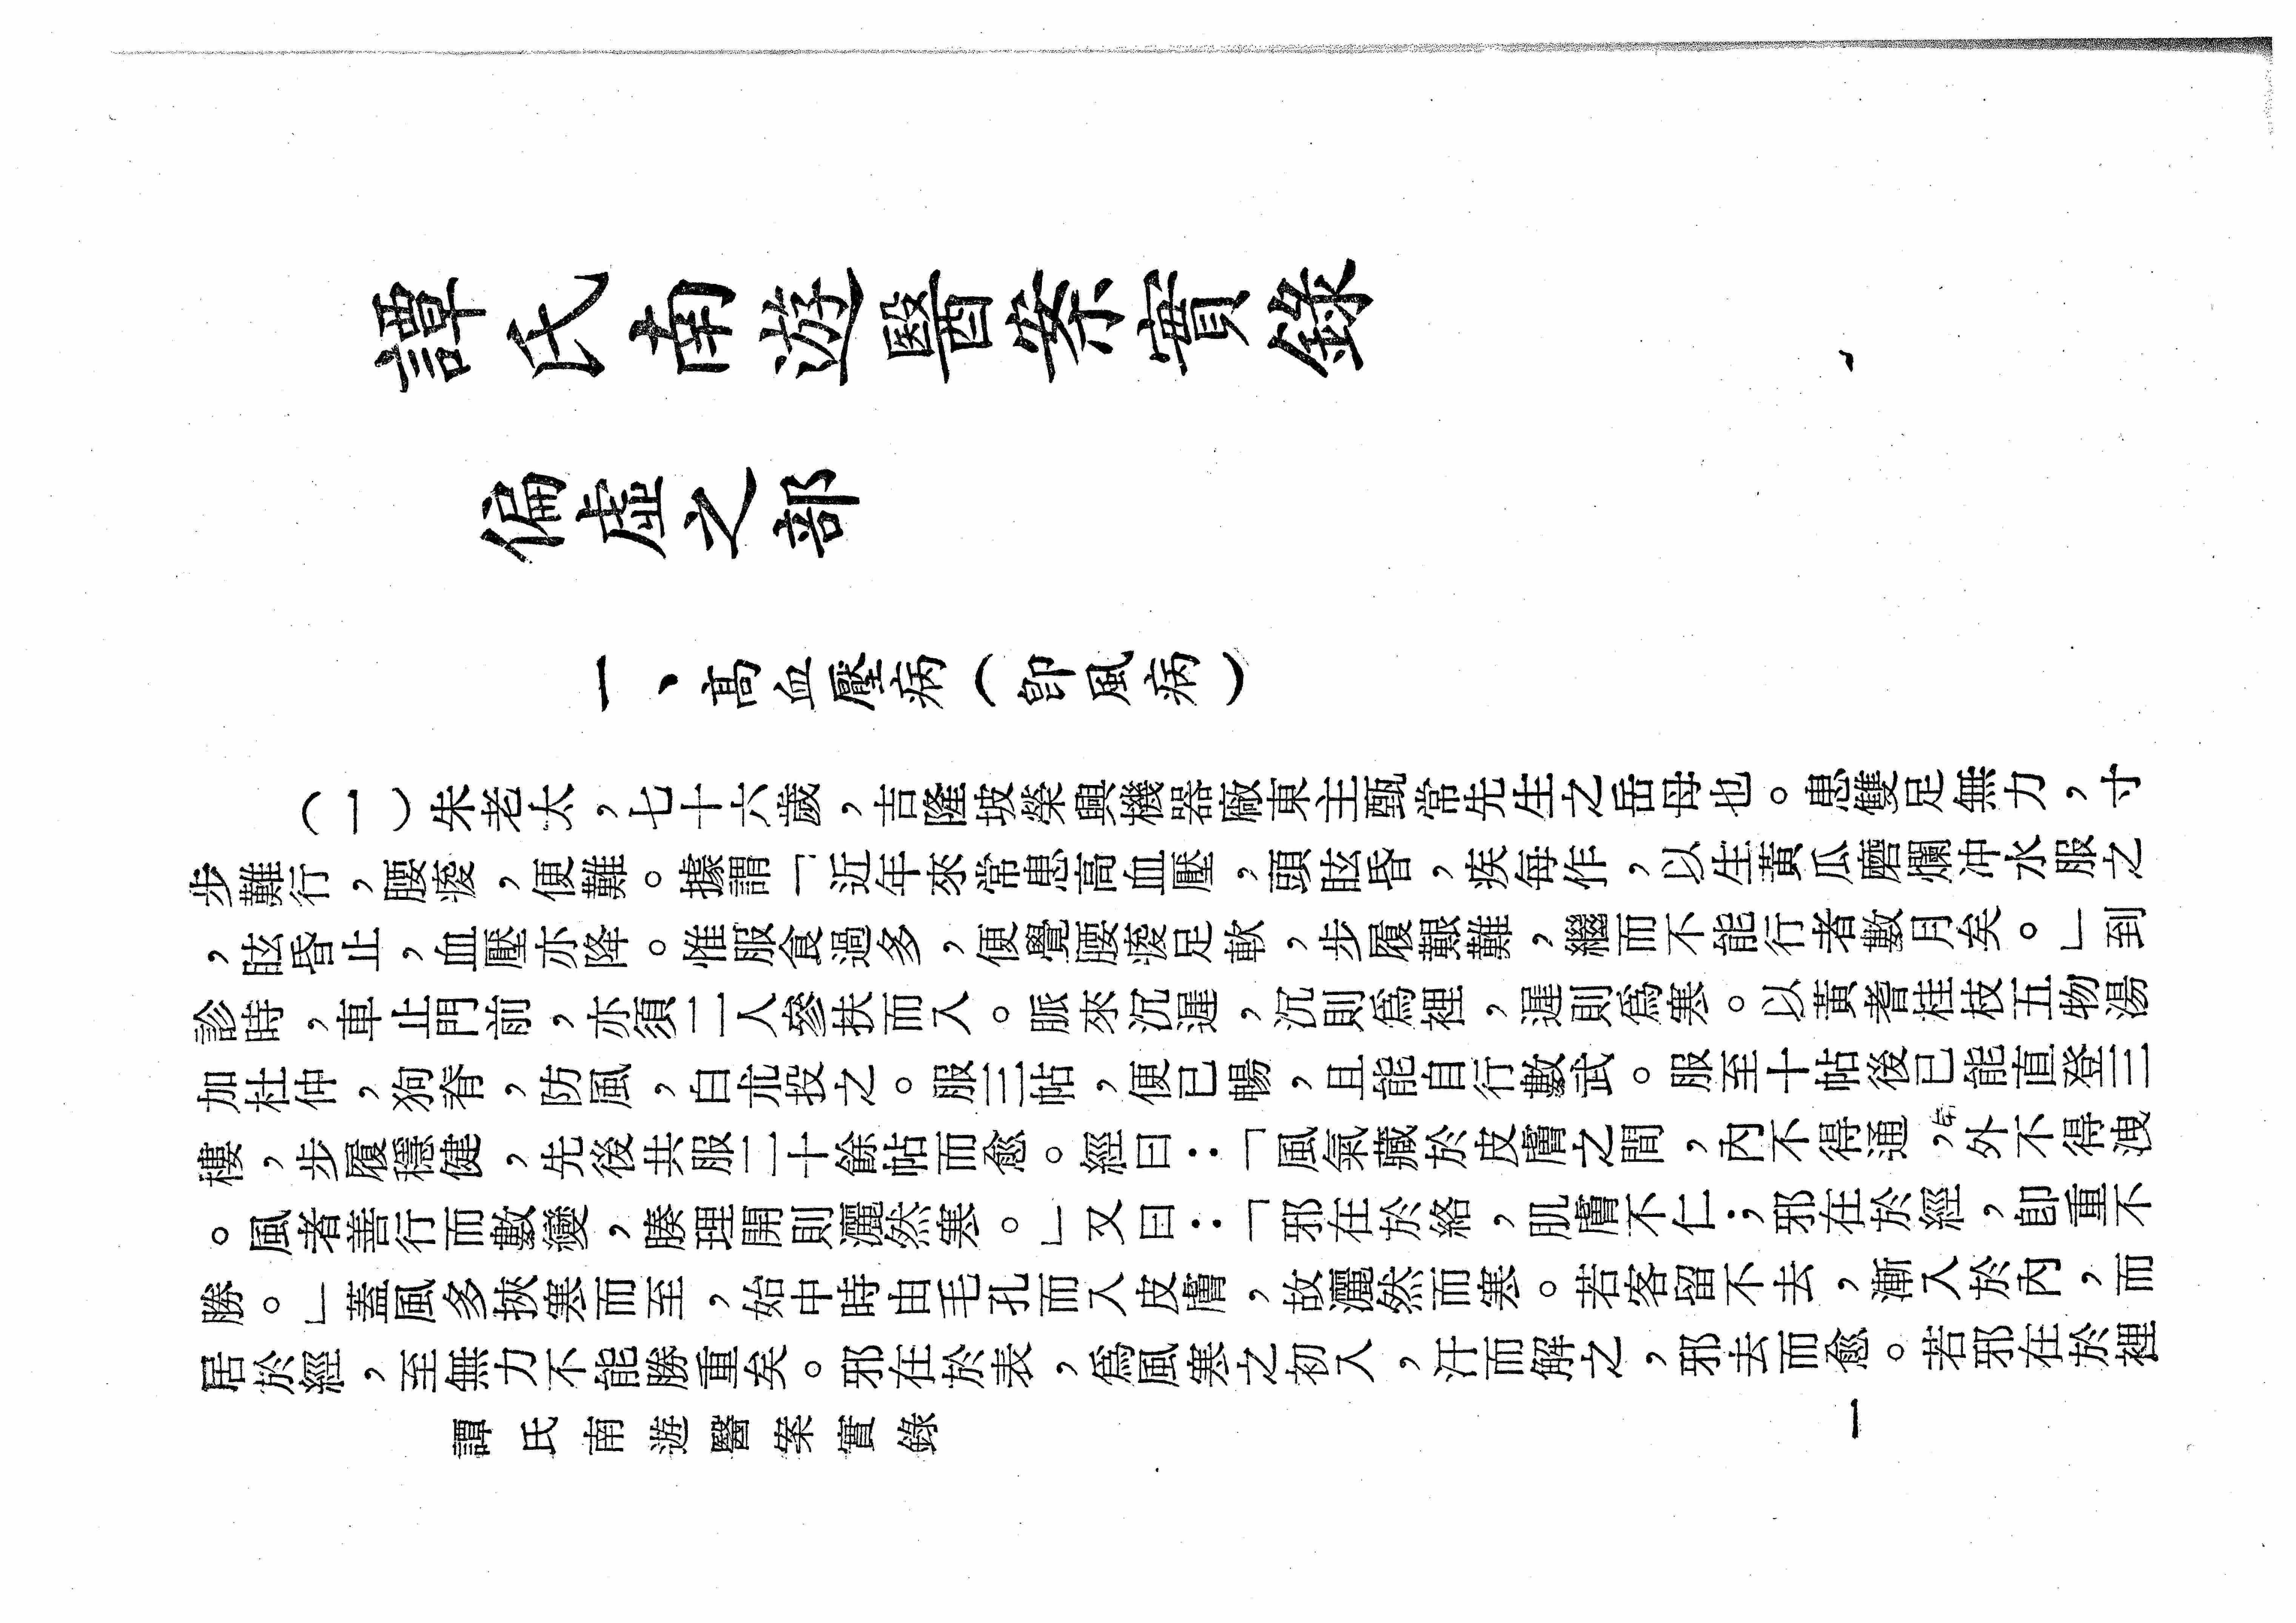 譚氏南遊醫案實錄
偏虛之部
一、高血壓病（卽風病）
（一）朱老太，七十六歲，吉隆坡榮興機器廠東主甄常先生之岳母也。患雙足無力，寸
步難行，腰痠，便難。據謂「近年來常患高血壓，頭眩昏，疾每作，以生黃瓜磨爛冲水服之
，眩昏止，血壓亦降。惟服食過多，便覺腰痠足軟，步履艱難，繼而不能行者數月矣。」到
診時，車止門前，亦須二人參扶而入。脈來沉遲，沉則爲裡，遲則爲寒。以黃耆桂枝五物湯
加杜仲，狗脊，防風，白朮投之。服三帖，便已暢，且能自行數武。服至十帖後已能直登三
樓，步履穩健，先後共服二十餘帖而愈。經曰：「風氣藏於皮膚之間，內不得通，外不得洩
。風者善行而數變，腠理開則灑然寒。」又曰：「邪在於絡，肌膚不仁；邪在於經，卽重不
勝。」蓋風多挾寒而至，始中時由毛孔而入皮膚，故灑然而寒。若客留不去，漸入於內，而
居於經，至無力不能勝重矣。邪在於表，爲風寒之初入，汗而解之，邪去而愈。若邪在於裡
譚氏南遊醫案實錄
一